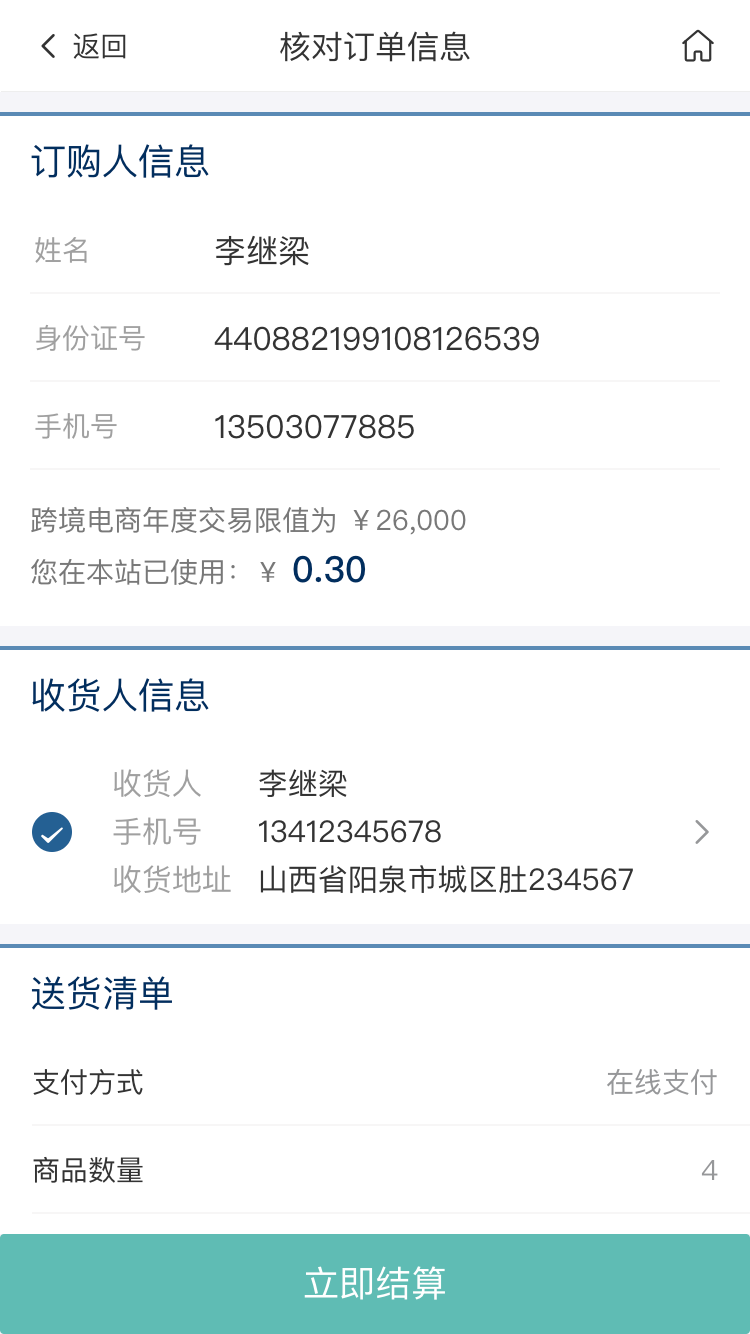 返回 核对订单信息
订购人信息
姓名 李继梁
身份证号 440882199108126539
手机号 13503077885
跨境电商年度交易限值为 ￥26,000
您在本站已使用： ￥ 0.30
收货人信息
收货人 李继梁
手机号 13412345678
收货地址 山西省阳泉市城区肚234567
送货清单
支付方式 在线支付
商品数量 4
立即结算